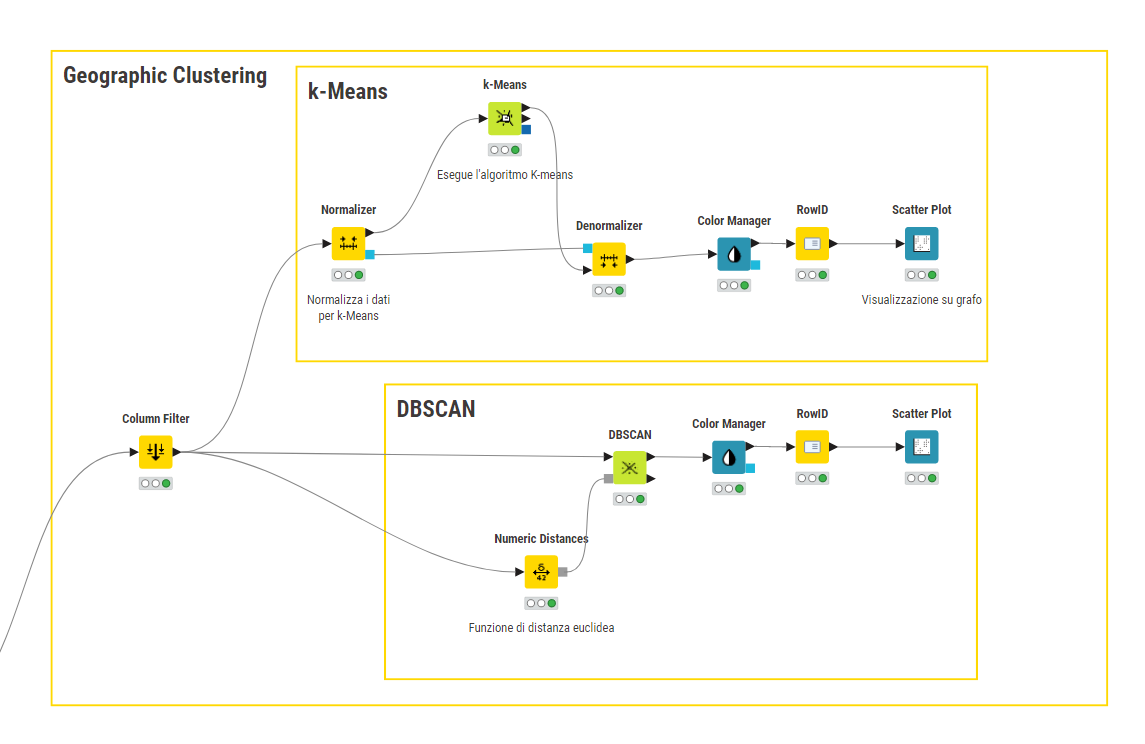 Geographic Clustering
k-Means
k-Means
Esegue l'algoritmo K-means
Normalizer
Normalizza i dati
per k-Means
Denormalizer
Color Manager
RowID
Scatter Plot
Visualizzazione su grafo
Column Filter
DBSCAN
DBSCAN
Color Manager
RowID
Scatter Plot
Numeric Distances
δ
42
Funzione di distanza euclidea